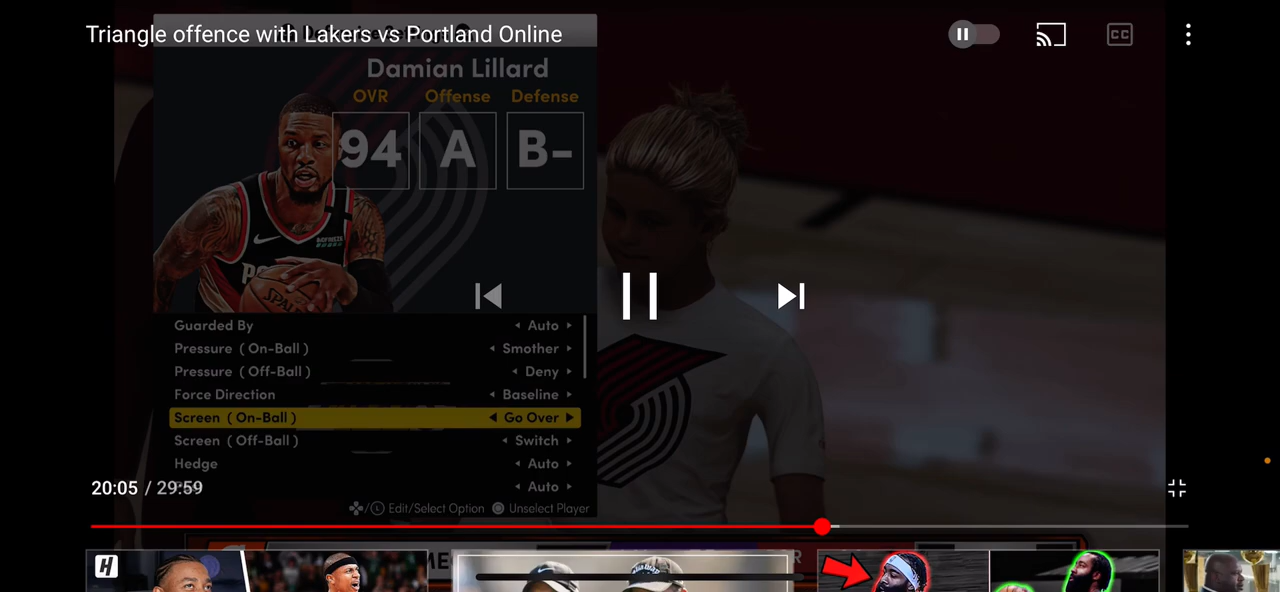 Triangle offence with Lakers vs Portland Online
CC
Damian Lillard
OVR Offense Defense
94 A B-
Guarded By Auto
Pressure (On-Ball) Smother
Pressure (Off-Ball) Deny
Force Direction Baseline
Screen (On-Ball) Go Over
Screen (Off-Ball) Switch
Hedge Auto
Auto
20:05 / 29:59
Edit/Select Option Unselect Player
H